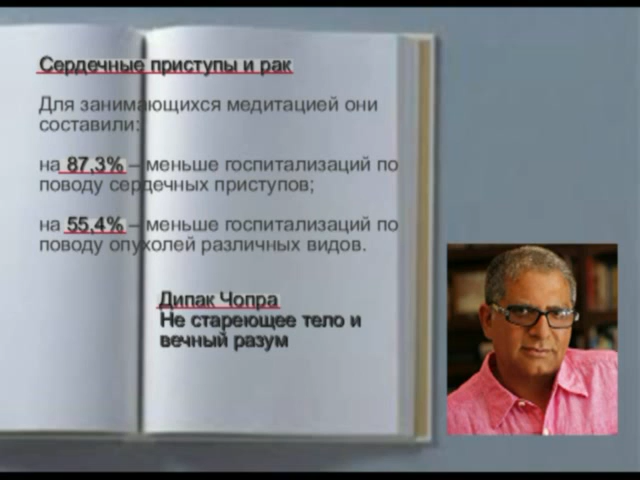 Сердечные приступы и рак
Для занимающихся медитацией они
составили:
на 87,3% – меньше госпитализаций по
поводу сердечных приступов;
на 55,4% – меньше госпитализаций по
поводу опухолей различных видов.
Дипак Чопра
Не стареющее тело и
вечный разум